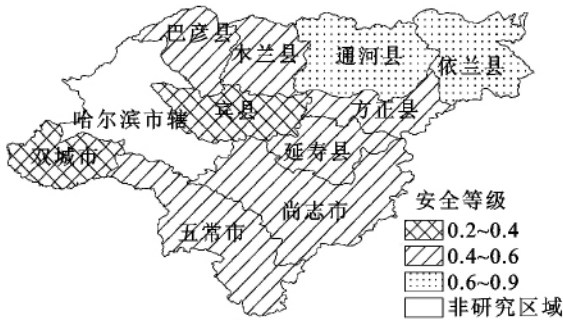 巴彦县
木兰县
通河县
依兰县
哈尔滨市辖
宾县
方正县
双城市
延寿县
尚志市
五常市
安全等级
0.2~0.4
0.4~0.6
0.6~0.9
非研究区域